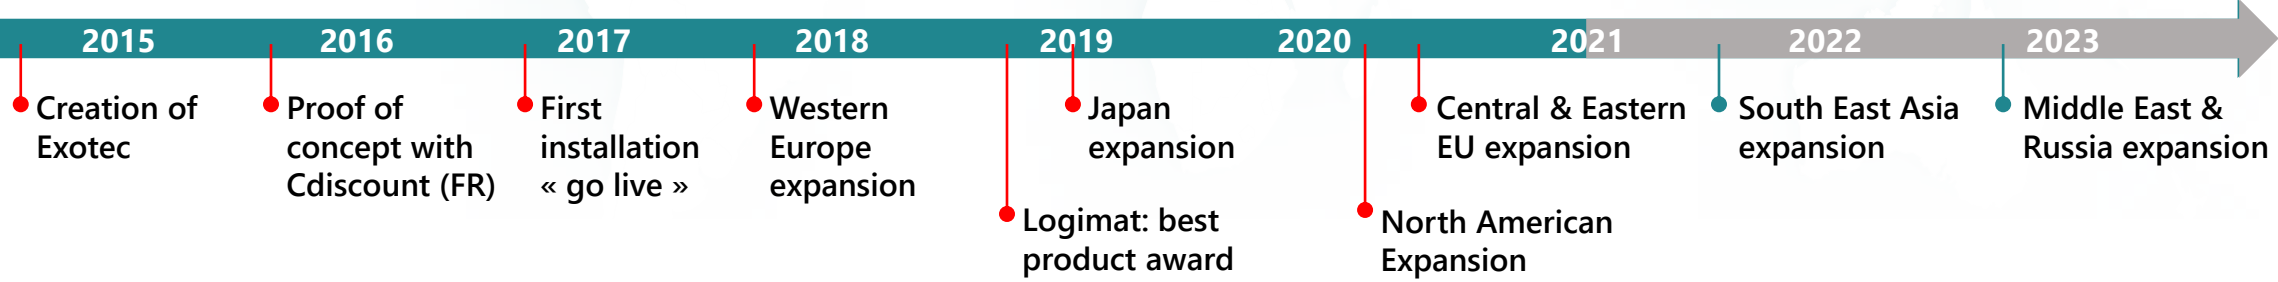 2015 2016 2017 2018 2019 2020 2021 2022 2023
Creation of
Exotec
Proof of
concept with
Cdiscount (FR)
First
installation
« go live »
Western
Europe
expansion
Logimat: best
product award
Japan
expansion
North American
Expansion
Central & Eastern
EU expansion
South East Asia
expansion
Middle East &
Russia expansion